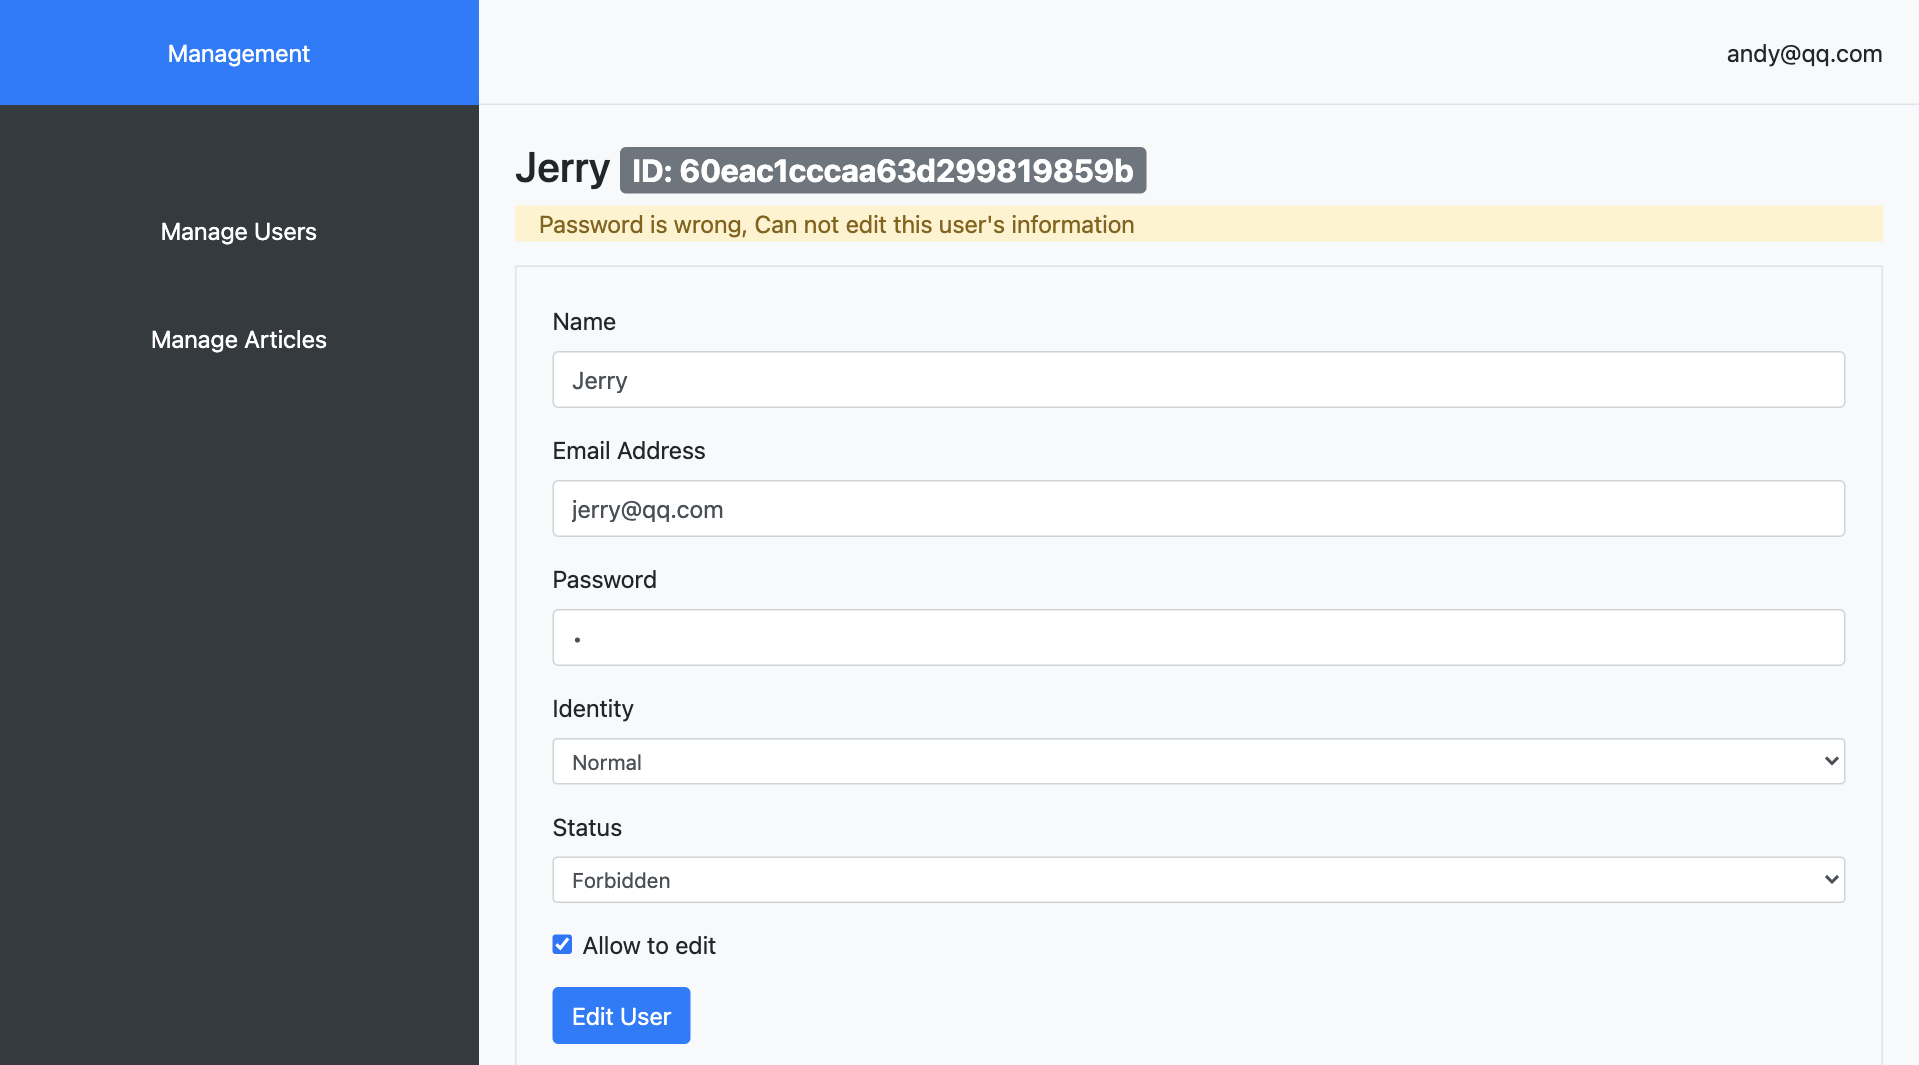 Management
andy@qq.com
Manage Users
Manage Articles
Jerry ID: 60eac1cccaa63d299819859b
Password is wrong, Can not edit this user's information
Name
Jerry
Email Address
jerry@qq.com
Password
•
Identity
Normal
Status
Forbidden
Allow to edit
Edit User